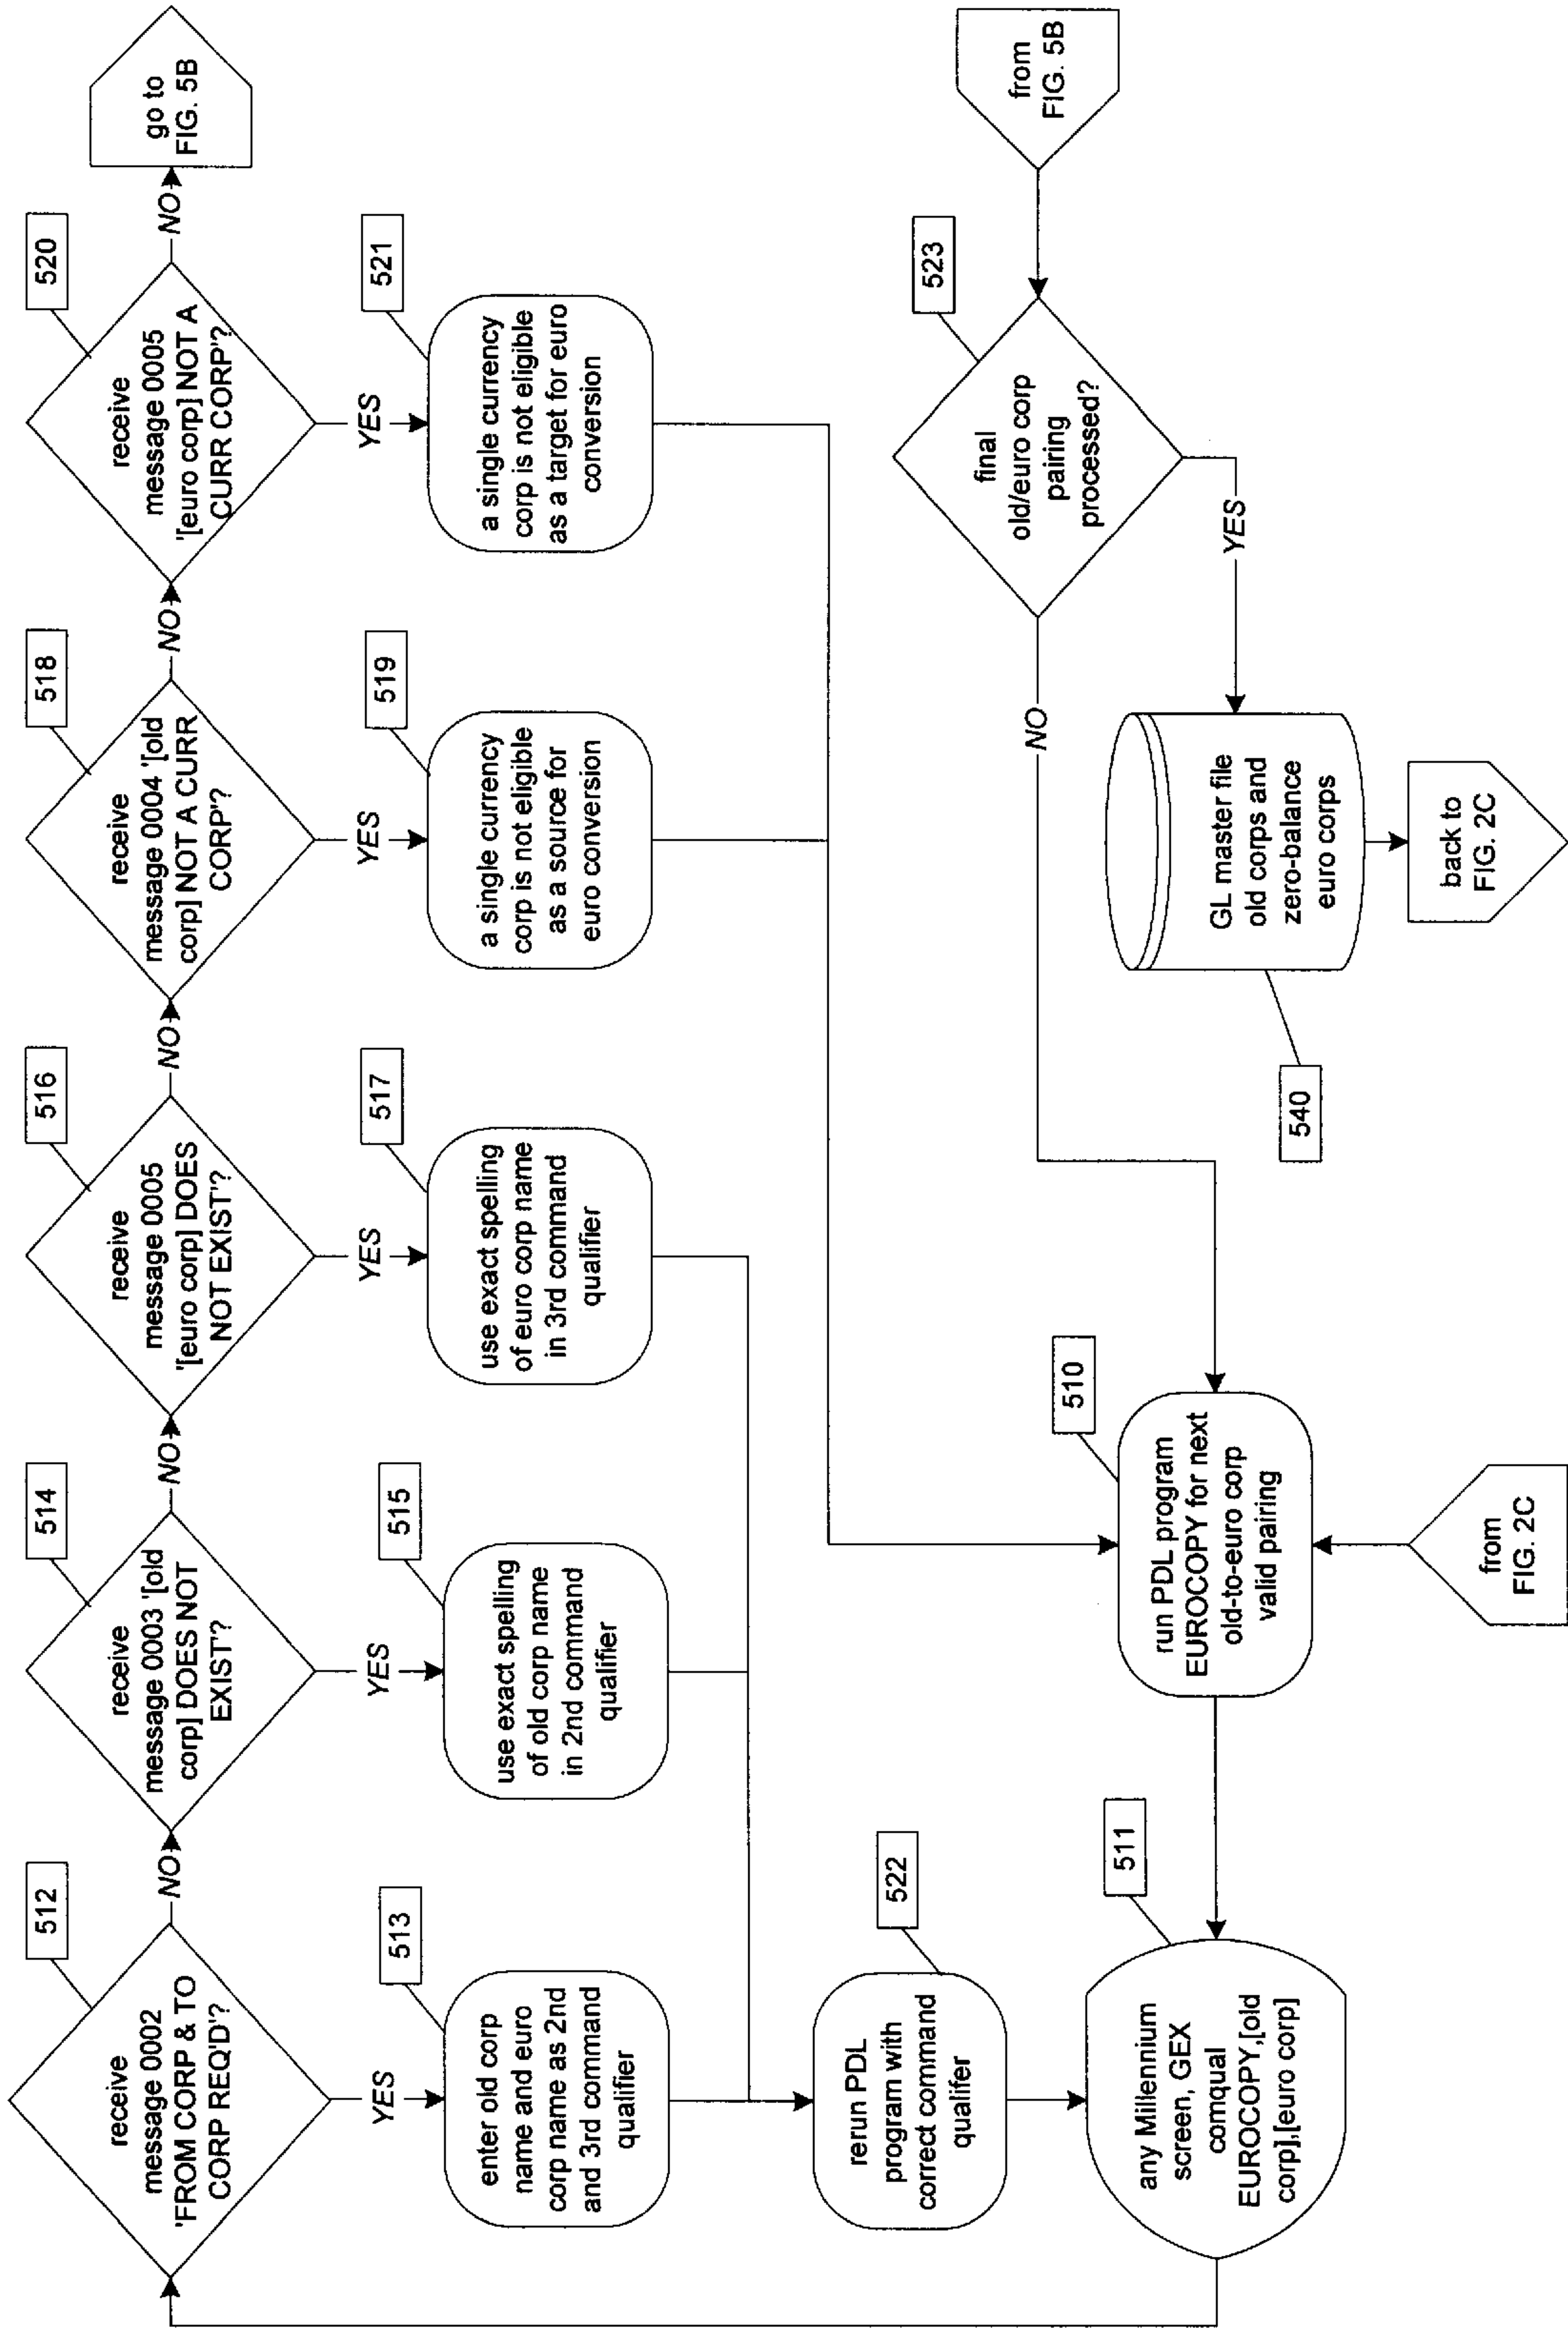 512
receive
message 0002
'FROM CORP & TO
CORP REQ'D'?
NO
YES
514
receive
message 0003 '[old
corp] DOES NOT
EXIST'?
NO
YES
516
receive
message 0005
'[euro corp] DOES
NOT EXIST'?
NO
YES
518
receive
message 0004 '[old
corp] NOT A CURR
CORP'?
NO
YES
520
receive
message 0005
'[euro corp] NOT A
CURR CORP'?
NO
YES
go to
FIG. 5B
513
enter old corp
name and euro
corp name as 2nd
and 3rd command
qualifier
515
use exact spelling
of old corp name
in 2nd command
qualifier
517
use exact spelling
of euro corp name
in 3rd command
qualifier
519
a single currency
corp is not eligible
as a source for
euro conversion
521
a single currency
corp is not eligible
as a target for euro
conversion
522
rerun PDL
program with
correct command
qualifer
511
any Millennium
screen, GEX
comqual
EUROCOPY,[old
corp],[euro corp]
510
run PDL program
EUROCOPY for next
old-to-euro corp
valid pairing
from
FIG. 2C
NO
523
final
old/euro corp
pairing
processed?
YES
from
FIG. 5B
540
GL master file
old corps and
zero-balance
euro corps
back to
FIG. 2C